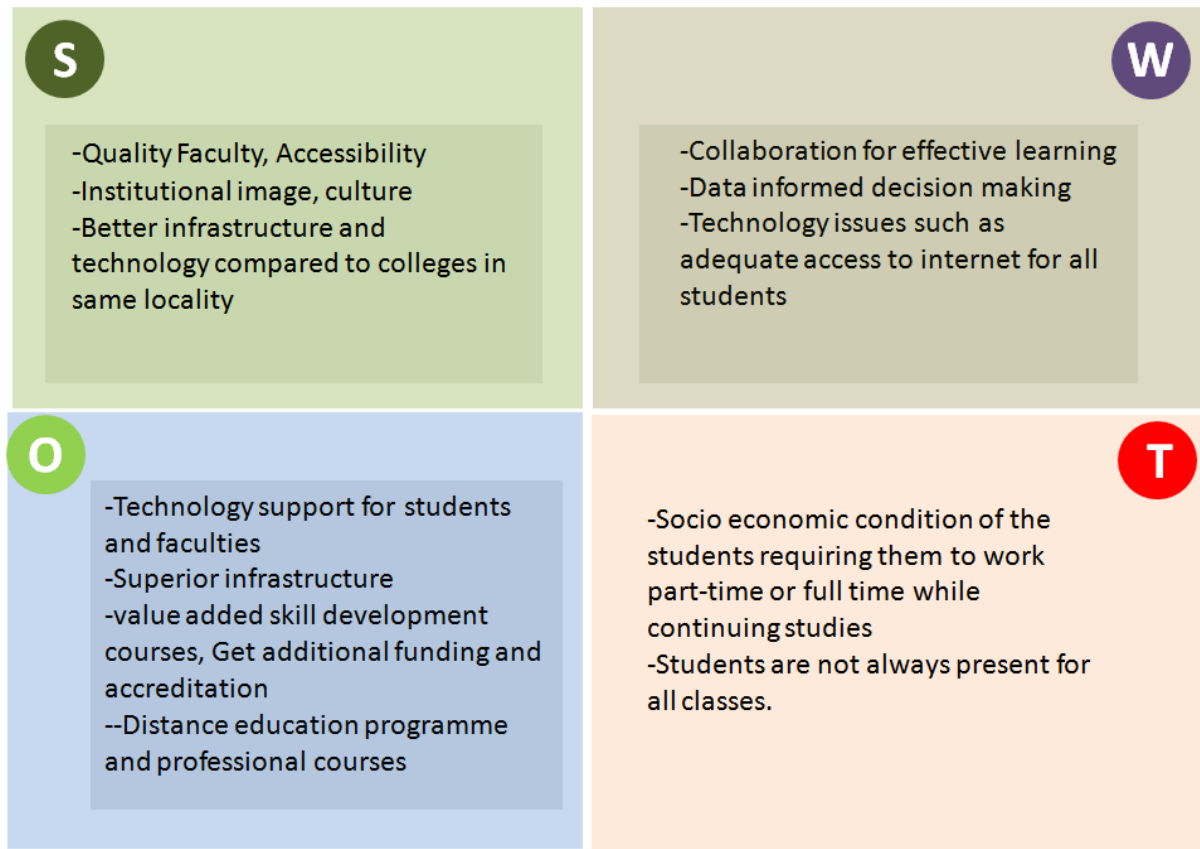 S
-Quality Faculty, Accessibility
-Institutional image, culture
-Better infrastructure and
technology compared to colleges in
same locality
W
-Collaboration for effective learning
-Data informed decision making
-Technology issues such as
adequate access to internet for all
students
O
-Technology support for students
and faculties
-Superior infrastructure
-value added skill development
courses, Get additional funding and
accreditation
--Distance education programme
and professional courses
T
-Socio economic condition of the
students requiring them to work
part-time or full time while
continuing studies
-Students are not always present for
all classes.